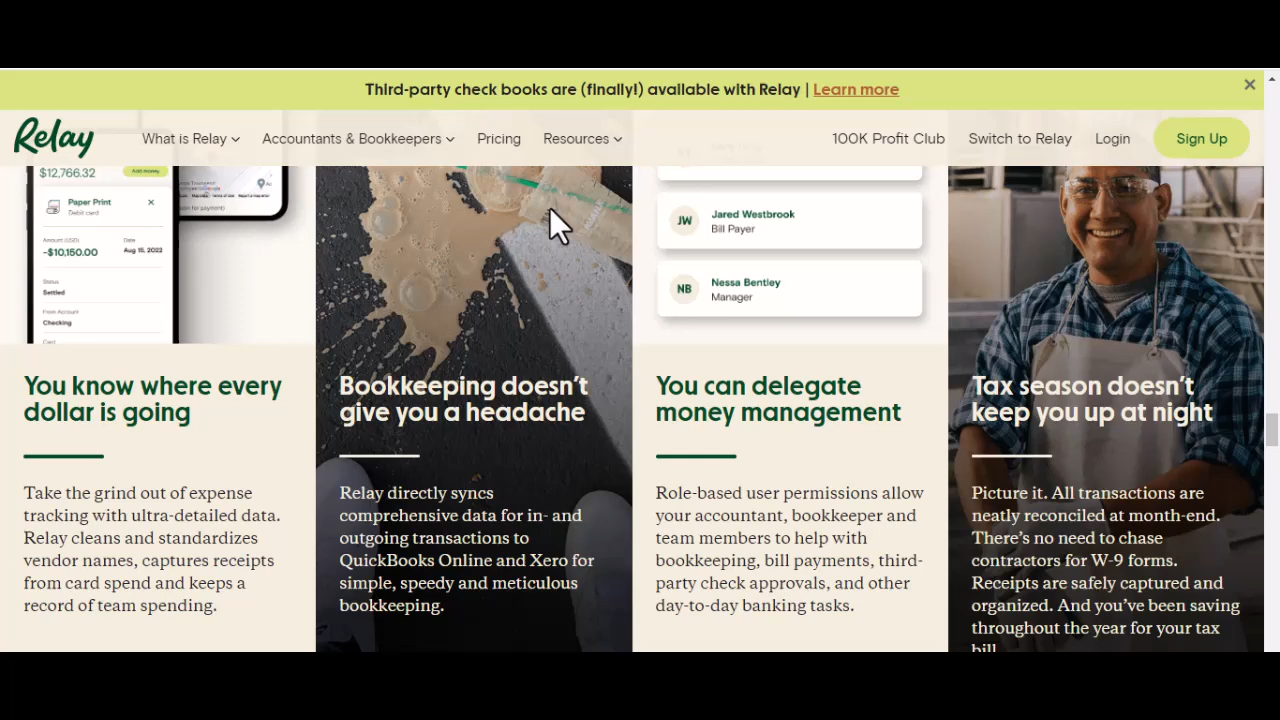 Third-party check books are (finally!) available with Relay | Learn more
Relay
What is Relay
Accountants & Bookkeepers
Pricing
Resources
100K Profit Club
Switch to Relay
Login
Sign Up
$12,766.32
Add money
Paper Print
Debit card
Amount (USD)
Date
-$10,150.00
Aug 15, 2022
Status
Settled
From Account
Checking
Card
JW
Jared Westbrook
Bill Payer
NB
Nessa Bentley
Manager
You know where every
dollar is going
Take the grind out of expense
tracking with ultra-detailed data.
Relay cleans and standardizes
vendor names, captures receipts
from card spend and keeps a
record of team spending.
Bookkeeping doesn't
give you a headache
Relay directly syncs
comprehensive data for in- and
outgoing transactions to
QuickBooks Online and Xero for
simple, speedy and meticulous
bookkeeping.
You can delegate
money management
Role-based user permissions allow
your accountant, bookkeeper and
team members to help with
bookkeeping, bill payments, third-
party check approvals, and other
day-to-day banking tasks.
Tax season doesn't
keep you up at night
Picture it. All transactions are
neatly reconciled at month-end.
There's no need to chase
contractors for W-9 forms.
Receipts are safely captured and
organized. And you've been saving
throughout the year for your tax
bill.